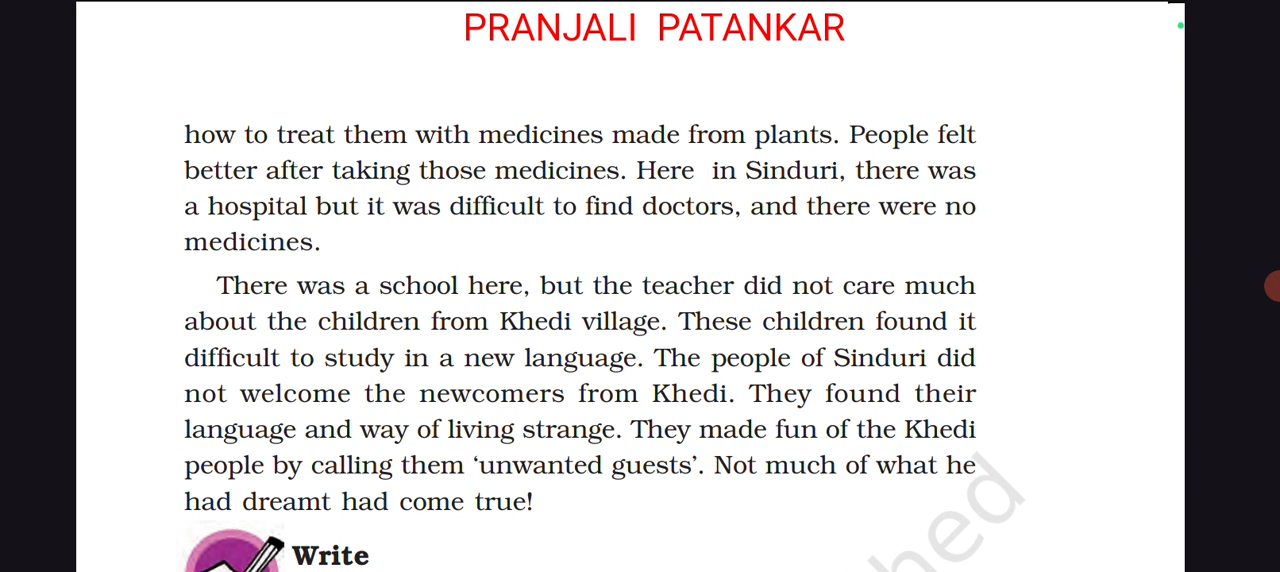 PRANJALI PATANKAR
how to treat them with medicines made from plants. People felt
better after taking those medicines. Here in Sinduri, there was
a hospital but it was difficult to find doctors, and there were no
medicines.
There was a school here, but the teacher did not care much
about the children from Khedi village. These children found it
difficult to study in a new language. The people of Sinduri did
not welcome the newcomers from Khedi. They found their
language and way of living strange. They made fun of the Khedi
people by calling them ‘unwanted guests’. Not much of what he
had dreamt had come true!
Write